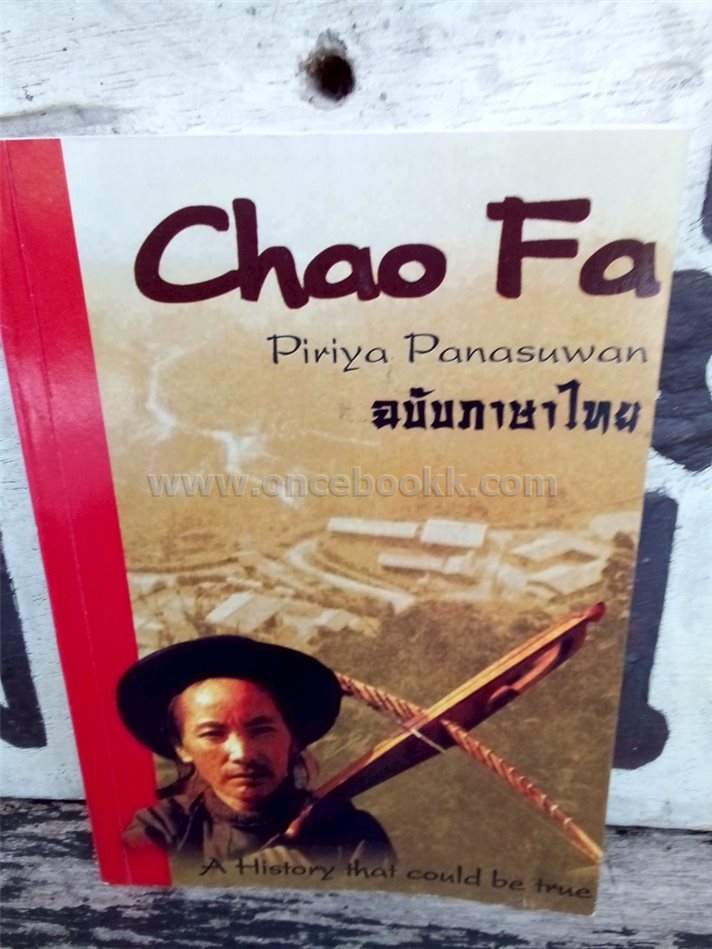 Chao Fa
Piriya Panasuwan
ฉบับภาษาไทย
www.oncebookk.com
A History that could be true